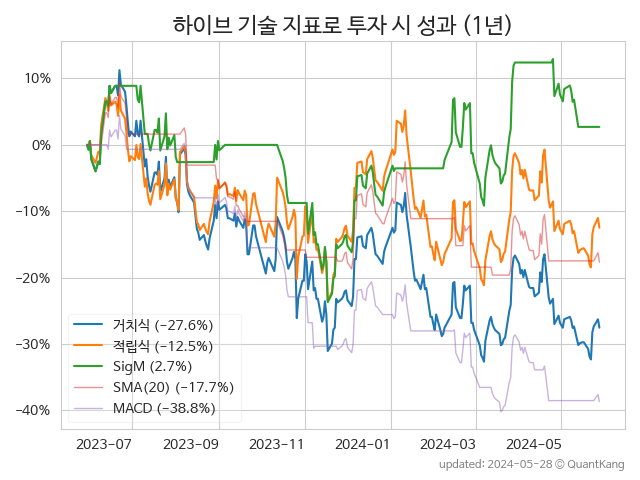 하이브 기술 지표로 투자 시 성과 (1년)
10%
0%
−10%
−20%
−30%
−40%
거치식 (−27.6%)
적립식 (−12.5%)
SigM (2.7%)
SMA(20) (−17.7%)
MACD (−38.8%)
2023−07
2023−09
2023−11
2024−01
2024−03
2024−05
updated: 2024−05−28 © QuantKang